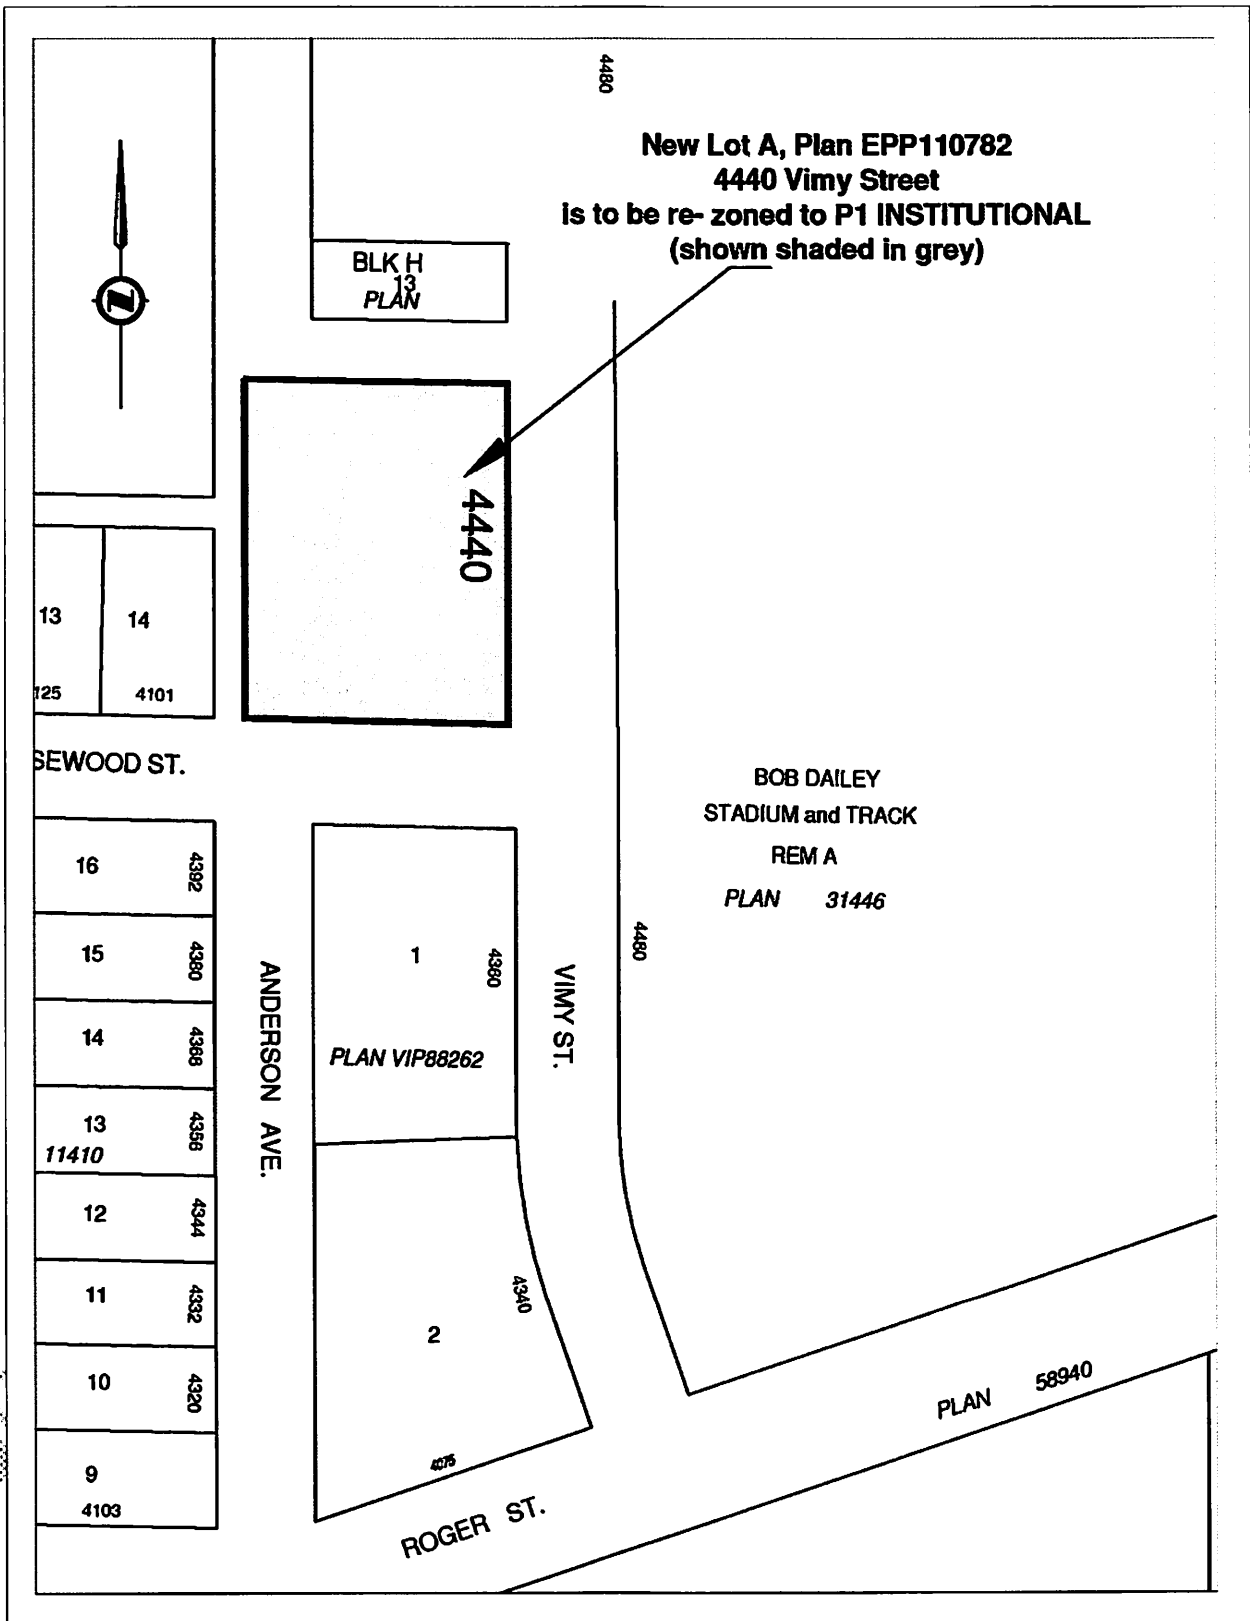 4480
New Lot A, Plan EPP110782
4440 Vimy Street
is to be re- zoned to P1 INSTITUTIONAL
(shown shaded in grey)
BLK H
13
PLAN
Z
4440
13
14
125
4101
SEWOOD ST.
BOB DAILEY
STADIUM and TRACK
REM A
PLAN 31446
16
4392
15
4380
14
4368
13
4356
11410
12
4344
11
4332
10
4320
9
4103
ANDERSON AVE.
1
4360
PLAN VIP88262
VIMY ST.
4480
2
4340
4075
ROGER ST.
PLAN 58940